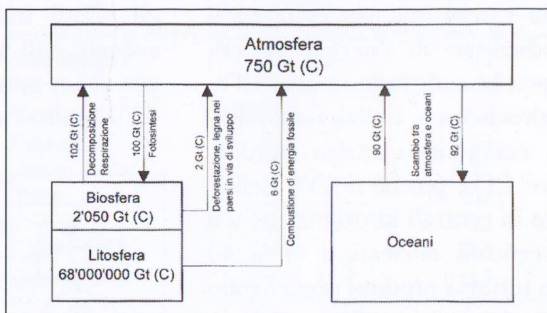 Atmosfera
750 Gt (C)
102 Gt (C)
Decomposizione
Respirazione
100 Gt (C)
Fotosintesi
2 Gt (C)
Deforestazione, legna nei
paesi in via di sviluppo
6 Gt (C)
Combustione di energia fossile
90 Gt (C)
Scambio tra
atmosfera e oceani
92 Gt (C)
Biosfera
2'050 Gt (C)
Litosfera
68'000'000 Gt (C)
Oceani